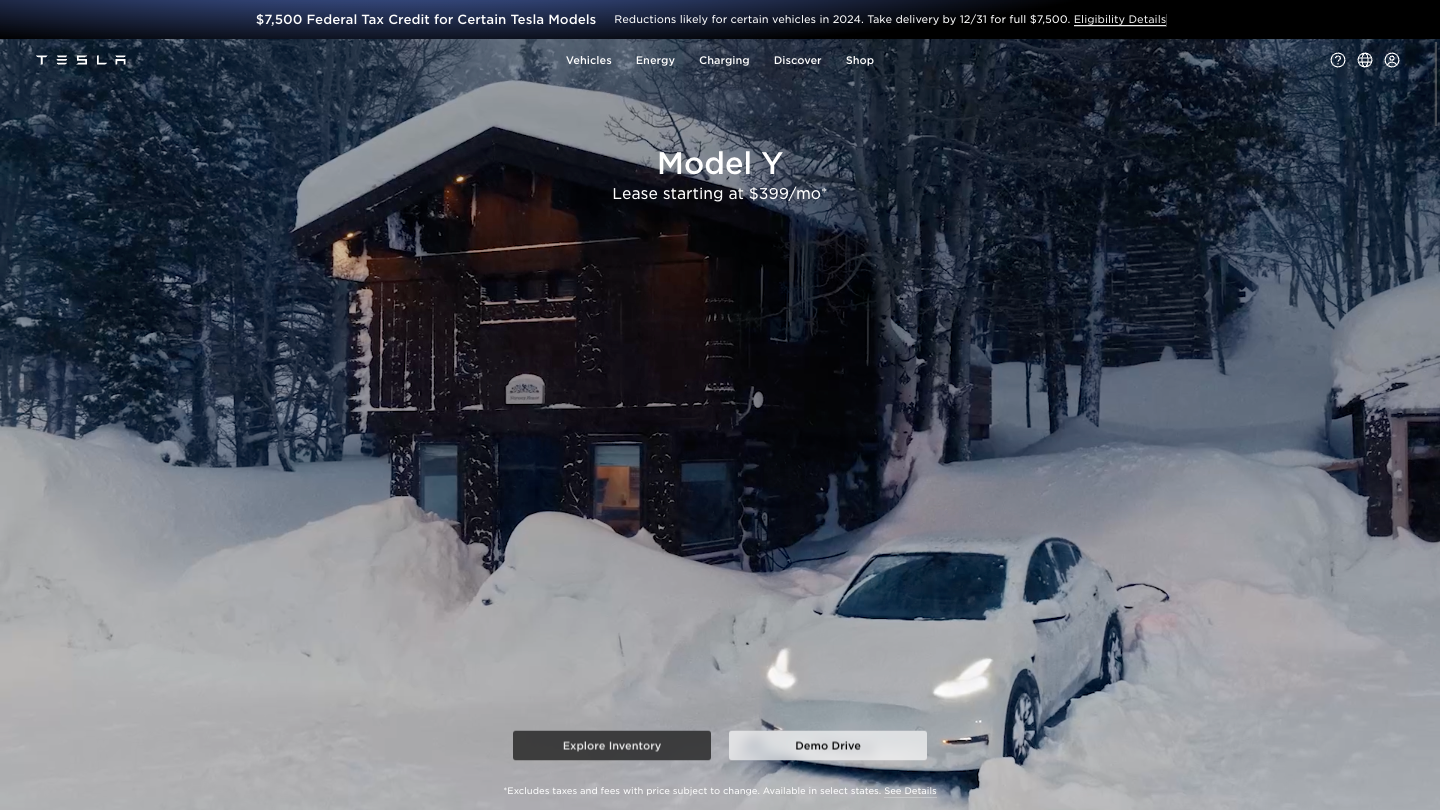 $7,500 Federal Tax Credit for Certain Tesla Models Reductions likely for certain vehicles in 2024. Take delivery by 12/31 for full $7,500. Eligibility Details
TESLA Vehicles Energy Charging Discover Shop
Model Y
Lease starting at $399/mo*
Explore Inventory Demo Drive
*Excludes taxes and fees with price subject to change. Available in select states. See Details